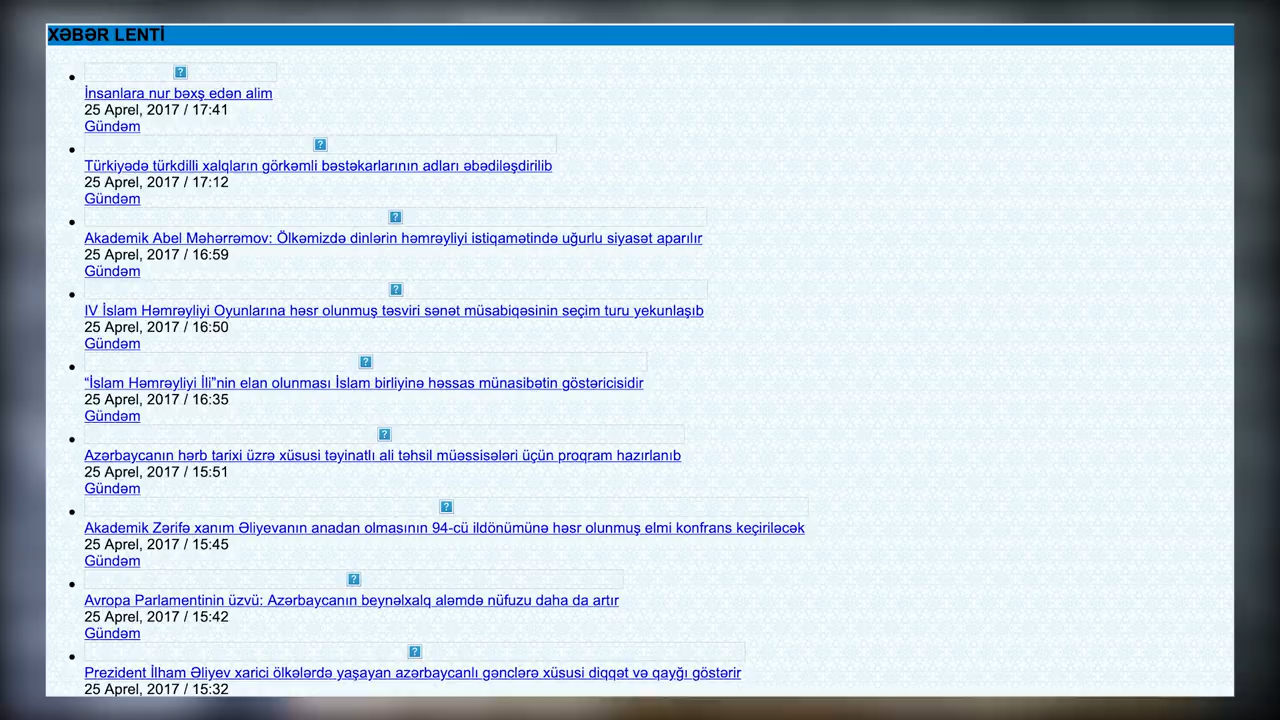 XƏBƏR LENTİ
İnsanlara nur bəxş edən alim
25 Aprel, 2017 / 17:41
Gündəm
Türkiyədə türkdilli xalqların görkəmli bəstəkarlarının adları əbədiləşdirilib
25 Aprel, 2017 / 17:12
Gündəm
Akademik Abel Məhərrəmov: Ölkəmizdə dinlərin həmrəyliyi istiqamətində uğurlu siyasət aparılır
25 Aprel, 2017 / 16:59
Gündəm
IV İslam Həmrəyliyi Oyunlarına həsr olunmuş təsviri sənət müsabiqəsinin seçim turu yekunlaşıb
25 Aprel, 2017 / 16:50
Gündəm
“İslam Həmrəyliyi İli”nin elan olunması İslam birliyinə həssas münasibətin göstəricisidir
25 Aprel, 2017 / 16:35
Gündəm
Azərbaycanın hərb tarixi üzrə xüsusi təyinatlı ali təhsil müəssisələri üçün proqram hazırlanıb
25 Aprel, 2017 / 15:51
Gündəm
Akademik Zərifə xanım Əliyevanın anadan olmasının 94-cü ildönümünə həsr olunmuş elmi konfrans keçiriləcək
25 Aprel, 2017 / 15:45
Gündəm
Avropa Parlamentinin üzvü: Azərbaycanın beynəlxalq aləmdə nüfuzu daha da artır
25 Aprel, 2017 / 15:42
Gündəm
Prezident İlham Əliyev xarici ölkələrdə yaşayan azərbaycanlı gənclərə xüsusi diqqət və qayğı göstərir
25 Aprel, 2017 / 15:32